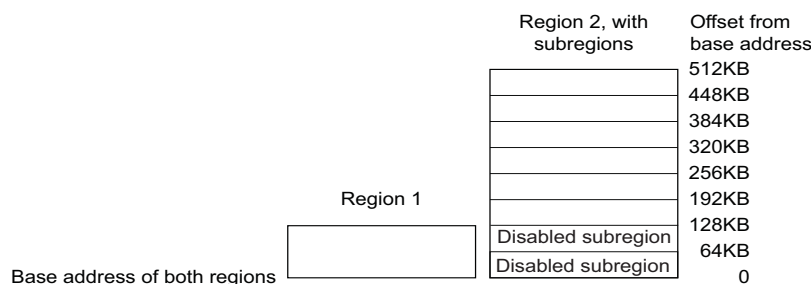 Region 2, with
subregions
Offset from
base address
512KB
448KB
384KB
320KB
256KB
192KB
Region 1
128KB
Disabled subregion
64KB
Disabled subregion
Base address of both regions
0